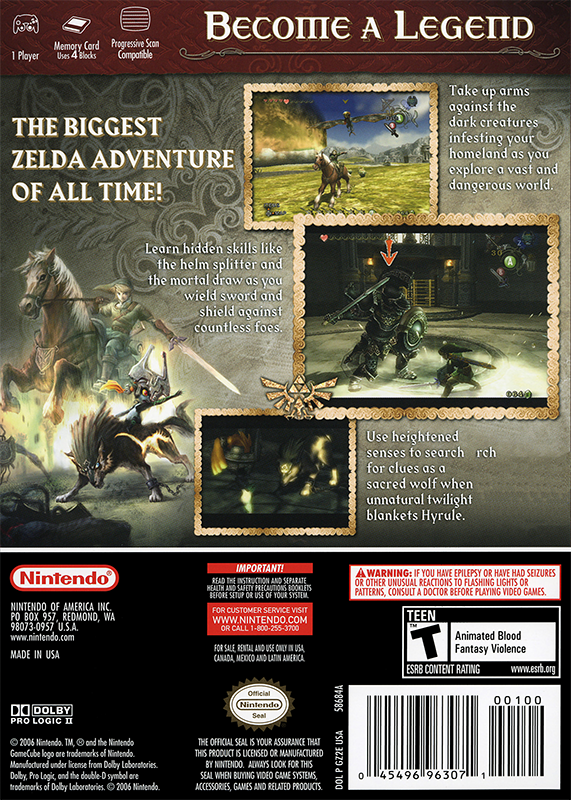 BECOME A LEGEND
1 Player
Memory Card
Uses 4 Blocks
Progressive Scan
Compatible
THE BIGGEST
ZELDA ADVENTURE
OF ALL TIME!
Take up arms
against the
dark creatures
infesting your
homeland as you
explore a vast and
dangerous world.
Learn hidden skills like
the helm splitter and
the mortal draw as you
wield sword and
shield against
countless foes.
Use heightened
senses to search rch
for clues as a
sacred wolf when
unnatural twilight
blankets Hyrule.
Nintendo®
NINTENDO OF AMERICA INC.
PO BOX 957, REDMOND, WA
98073-0957 U.S.A.
www.nintendo.com
MADE IN USA
IMPORTANT!
READ THE INSTRUCTION AND SEPARATE
HEALTH AND SAFETY PRECAUTIONS BOOKLETS
BEFORE SETUP OR USE OF YOUR SYSTEM.
FOR CUSTOMER SERVICE VISIT
WWW.NINTENDO.COM
OR CALL 1-800-255-3700
FOR SALE, RENTAL AND USE ONLY IN USA,
CANADA, MEXICO AND LATIN AMERICA.
WARNING: IF YOU HAVE EPILEPSY OR HAVE HAD SEIZURES
OR OTHER UNUSUAL REACTIONS TO FLASHING LIGHTS OR
PATTERNS, CONSULT A DOCTOR BEFORE PLAYING VIDEO GAMES.
TEEN
T
Animated Blood
Fantasy Violence
ESRB CONTENT RATING www.esrb.org
DOLBY
PRO LOGIC II
Official
Nintendo
Seal
© 2006 Nintendo. TM, ® and the Nintendo
GameCube logo are trademarks of Nintendo.
Manufactured under license from Dolby Laboratories.
Dolby, Pro Logic, and the double-D symbol are
trademarks of Dolby Laboratories. © 2006 Nintendo.
THE OFFICIAL SEAL IS YOUR ASSURANCE THAT
THIS PRODUCT IS LICENSED OR MANUFACTURED
BY NINTENDO. ALWAYS LOOK FOR THIS
SEAL WHEN BUYING VIDEO GAME SYSTEMS,
ACCESSORIES, GAMES AND RELATED PRODUCTS.
58684A
DOL P GZ2E USA
00100
0 45496 96307 1